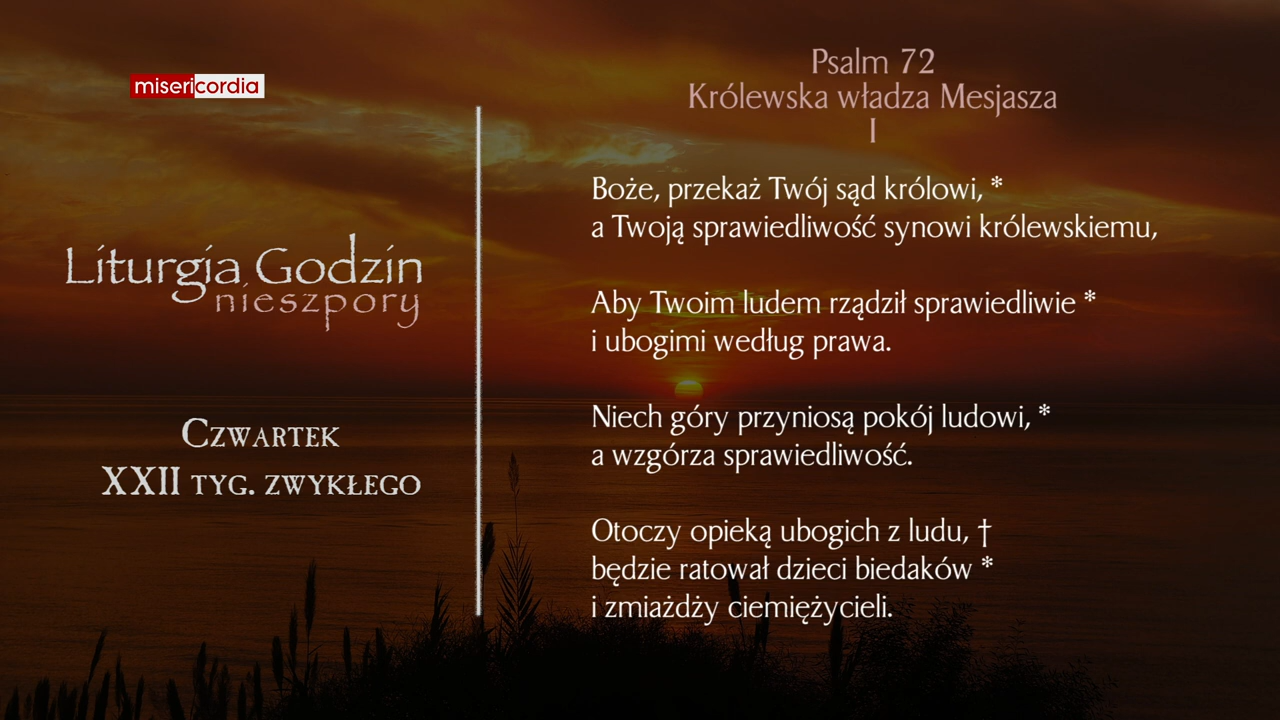 misericordia
Liturgia Godzin
nieszpory
Czwartek
XXII tyg. zwykłego
Psalm 72
Królewska władza Mesjasza
I
Boże, przekaż Twój sąd królowi, *
a Twoją sprawiedliwość synowi królewskiemu,
Aby Twoim ludem rządził sprawiedliwie *
i ubogimi według prawa.
Niech góry przyniosą pokój ludowi, *
a wzgórza sprawiedliwość.
Otoczy opieką ubogich z ludu, †
będzie ratował dzieci biedaków *
i zmiażdży ciemiężycieli.